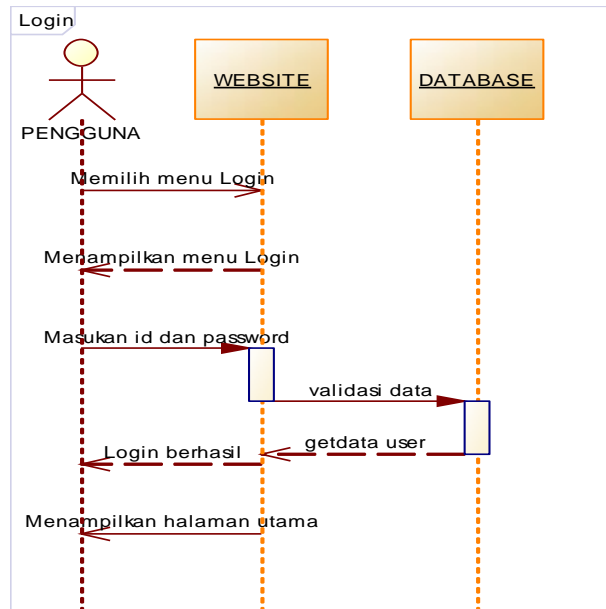 Login
WEBSITE
DATABASE
PENGGUNA
Memilih menu Login
Menampilkan menu Login
Masukan id dan password
validasi data
getdata user
Login berhasil
Menampilkan halaman utama